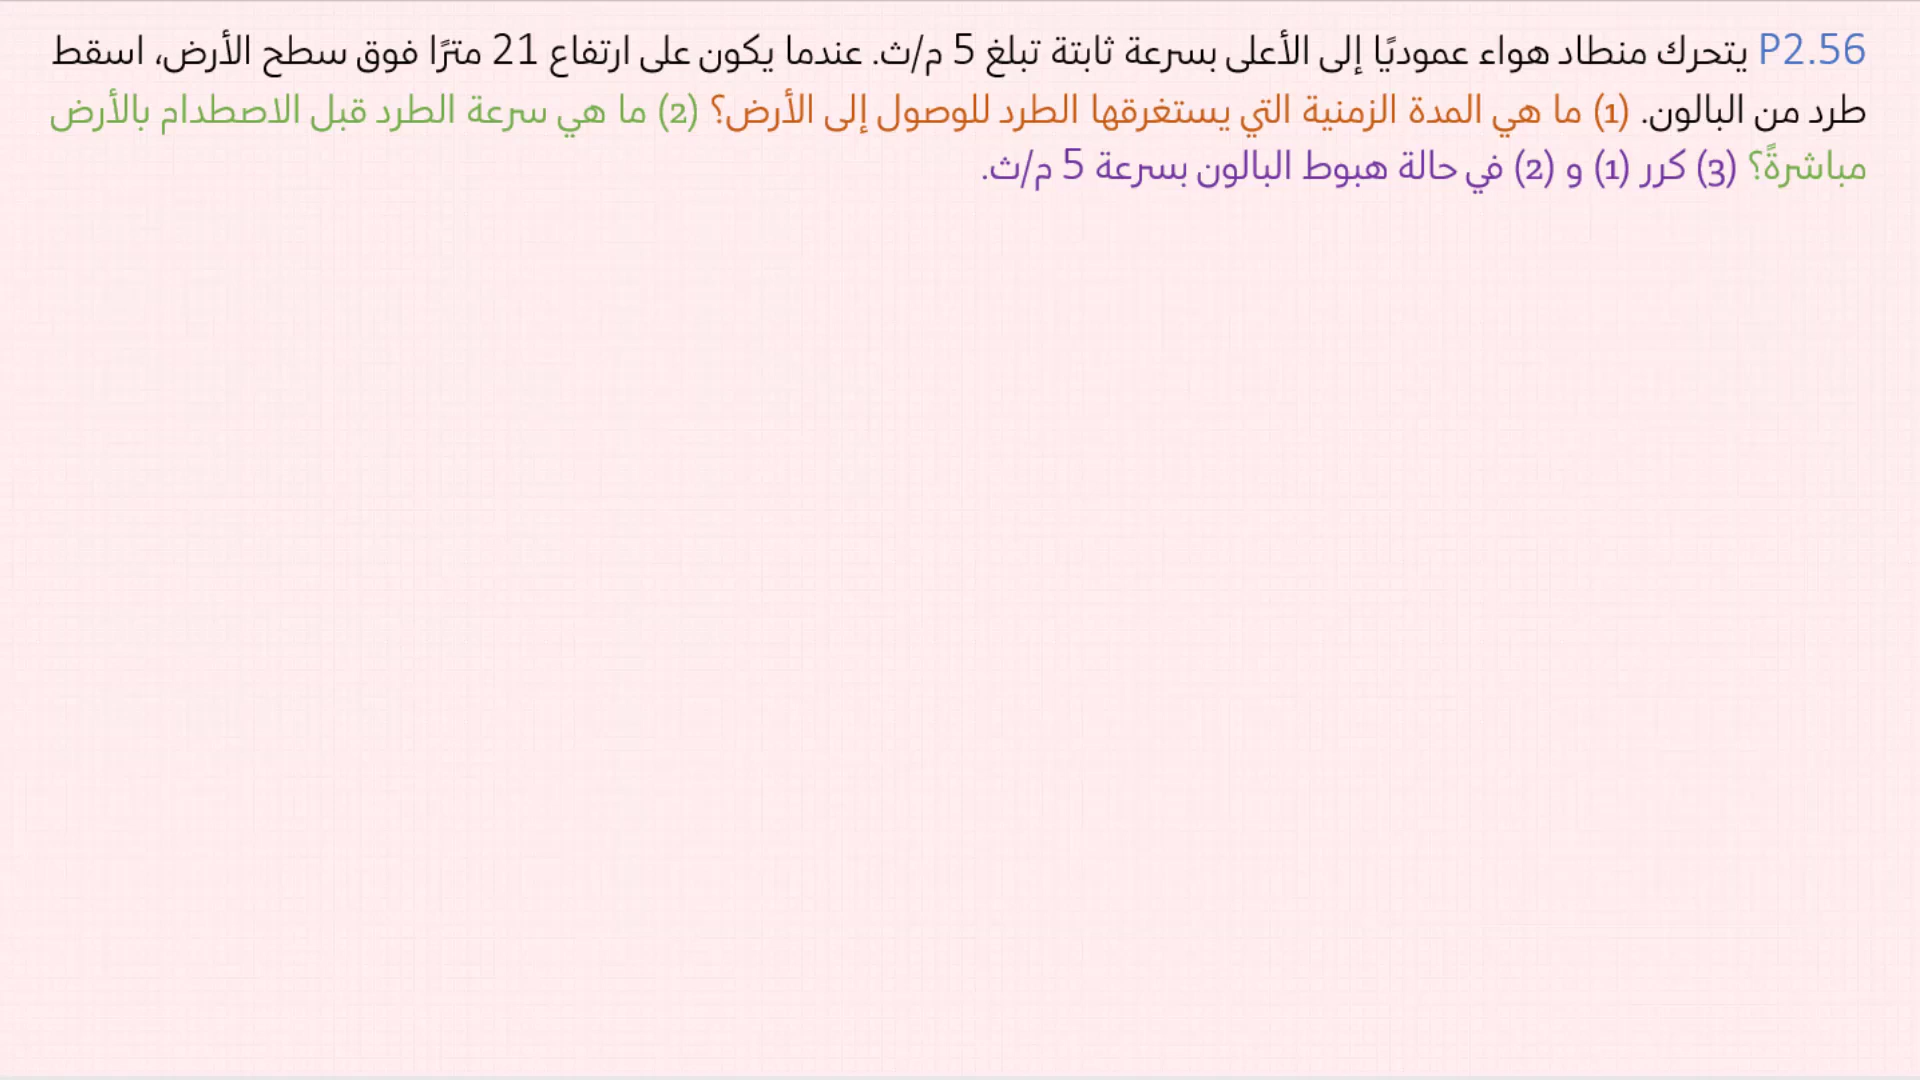 P2.56 يتحرك منطاد هواء عموديًا إلى الأعلى بسرعة ثابتة تبلغ 5 م/ث. عندما يكون على ارتفاع 21 مترًا فوق سطح الأرض، اسقط
طرد من البالون. (1) ما هي المدة الزمنية التي يستغرقها الطرد للوصول إلى الأرض؟ (2) ما هي سرعة الطرد قبل الاصطدام بالأرض
مباشرةً؟ (3) كرر (1) و (2) في حالة هبوط البالون بسرعة 5 م/ث.